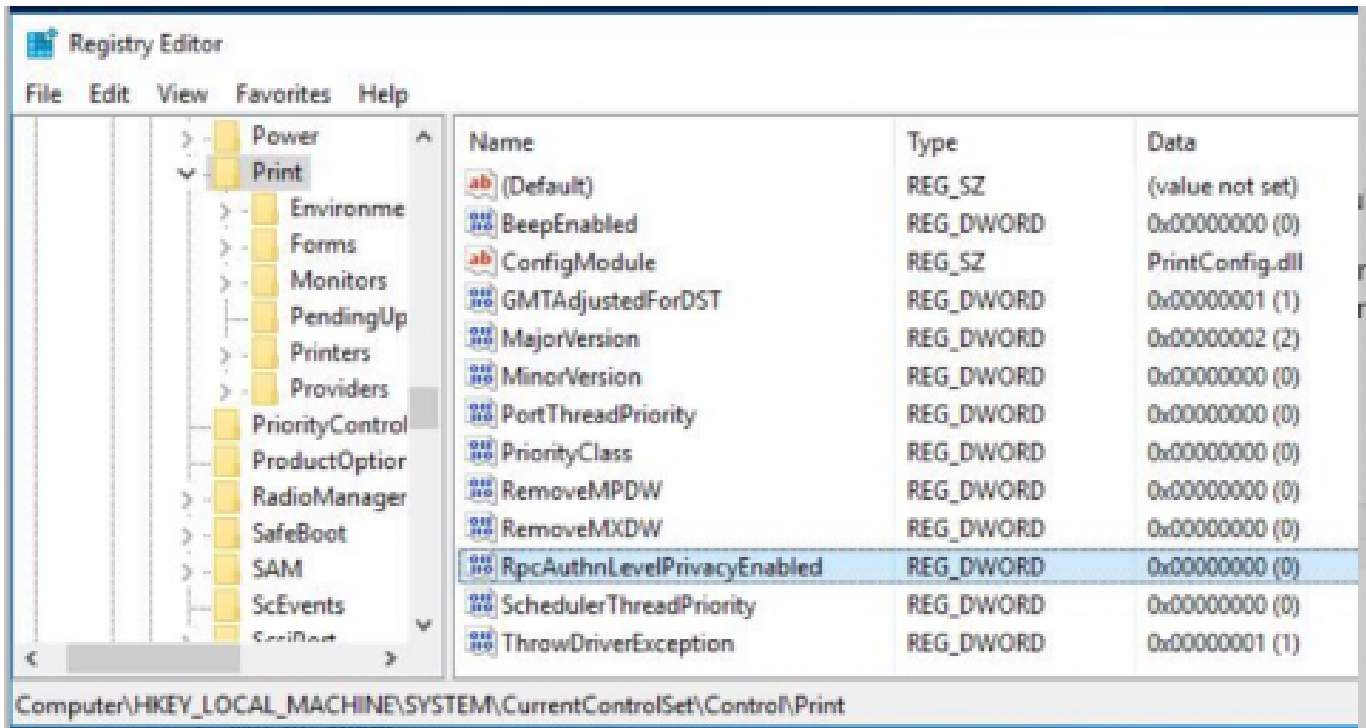 Registry Editor
File Edit View Favorites Help
Power
Print
Environme
Forms
Monitors
PendingUp
Printers
Providers
PriorityControl
ProductOption
RadioManager
SafeBoot
SAM
ScEvents
ScsiPort
Name Type Data
(Default) REG_SZ (value not set)
BeepEnabled REG_DWORD 0x00000000 (0)
ConfigModule REG_SZ PrintConfig.dll
GMTAdjustedForDST REG_DWORD 0x00000001 (1)
MajorVersion REG_DWORD 0x00000002 (2)
MinorVersion REG_DWORD 0x00000000 (0)
PortThreadPriority REG_DWORD 0x00000000 (0)
PriorityClass REG_DWORD 0x00000000 (0)
RemoveMPDW REG_DWORD 0x00000000 (0)
RemoveMXDW REG_DWORD 0x00000000 (0)
RpcAuthnLevelPrivacyEnabled REG_DWORD 0x00000000 (0)
SchedulerThreadPriority REG_DWORD 0x00000000 (0)
ThrowDriverException REG_DWORD 0x00000001 (1)
Computer\HKEY_LOCAL_MACHINE\SYSTEM\CurrentControlSet\Control\Print